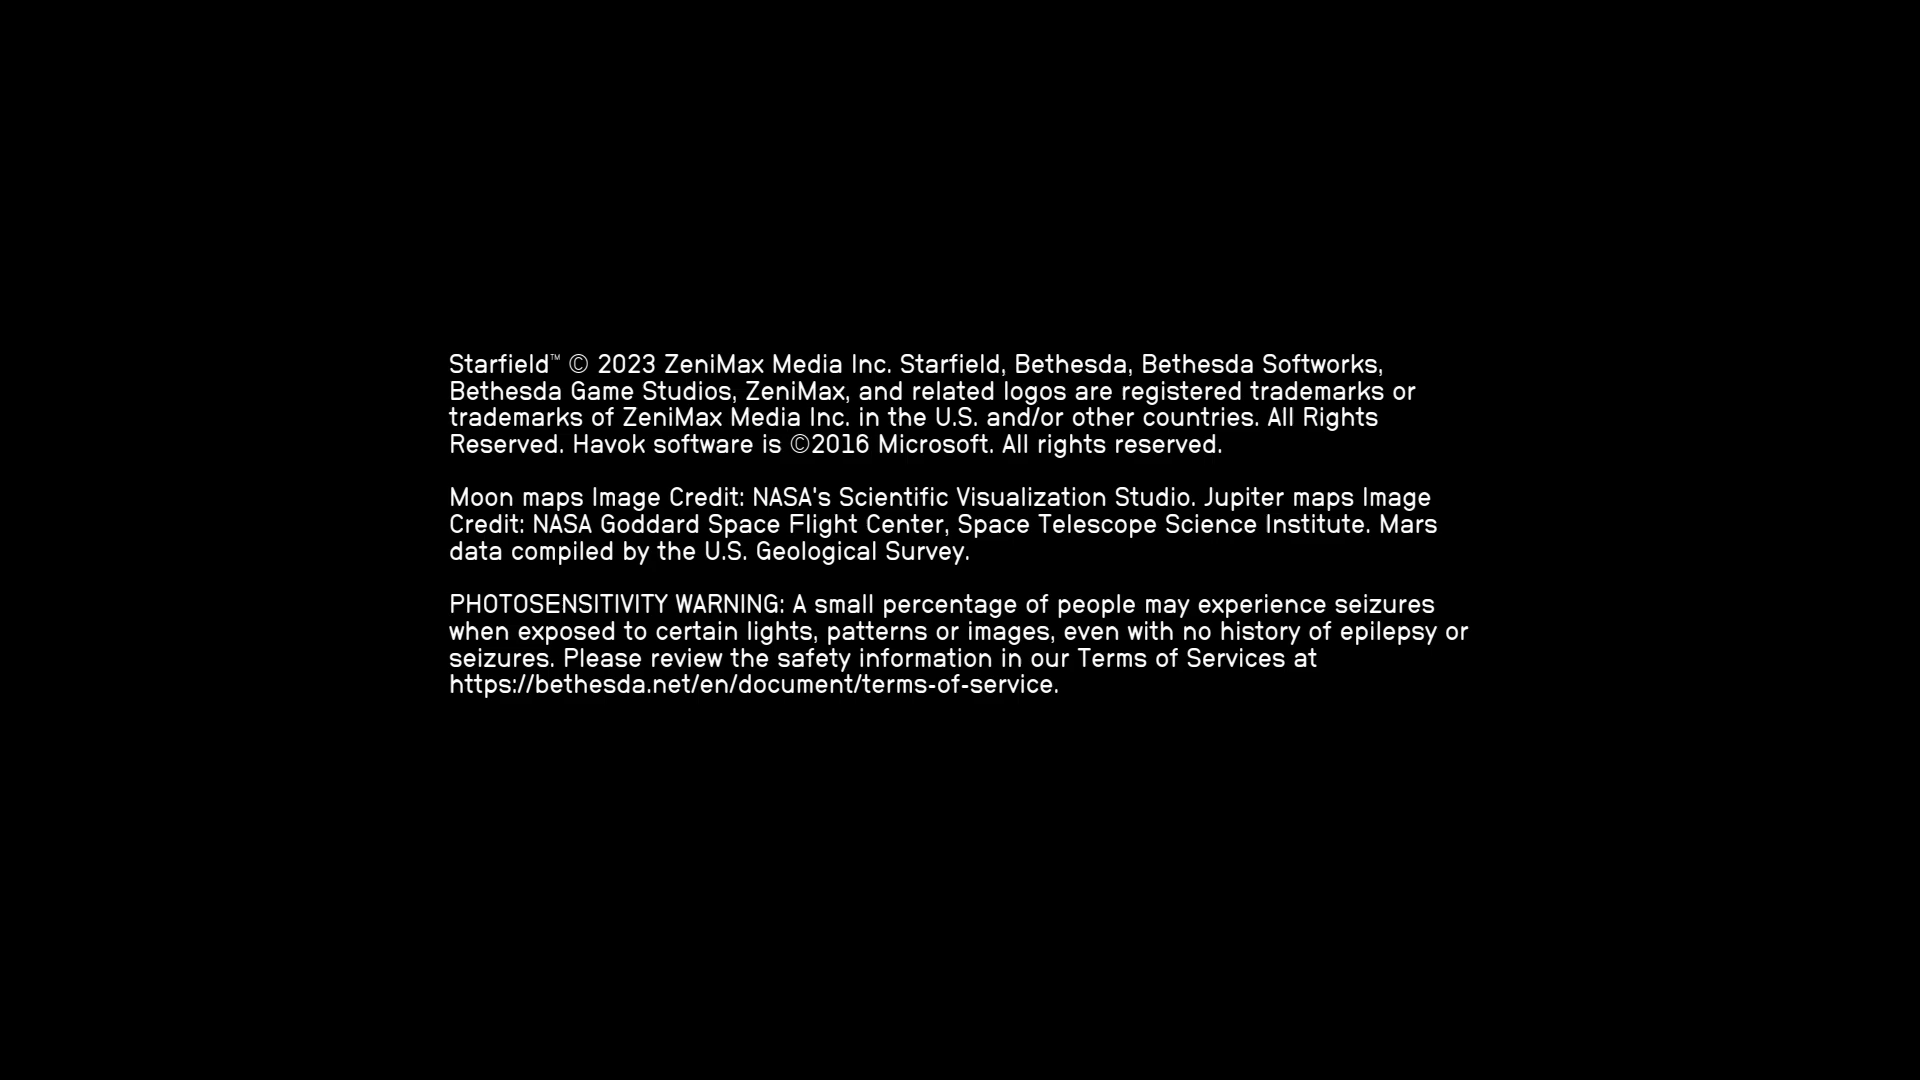 Starfield™ © 2023 ZeniMax Media Inc. Starfield, Bethesda, Bethesda Softworks,
Bethesda Game Studios, ZeniMax, and related logos are registered trademarks or
trademarks of ZeniMax Media Inc. in the U.S. and/or other countries. All Rights
Reserved. Havok software is ©2016 Microsoft. All rights reserved.
Moon maps Image Credit: NASA's Scientific Visualization Studio. Jupiter maps Image
Credit: NASA Goddard Space Flight Center, Space Telescope Science Institute. Mars
data compiled by the U.S. Geological Survey.
PHOTOSENSITIVITY WARNING: A small percentage of people may experience seizures
when exposed to certain lights, patterns or images, even with no history of epilepsy or
seizures. Please review the safety information in our Terms of Services at
https://bethesda.net/en/document/terms-of-service.